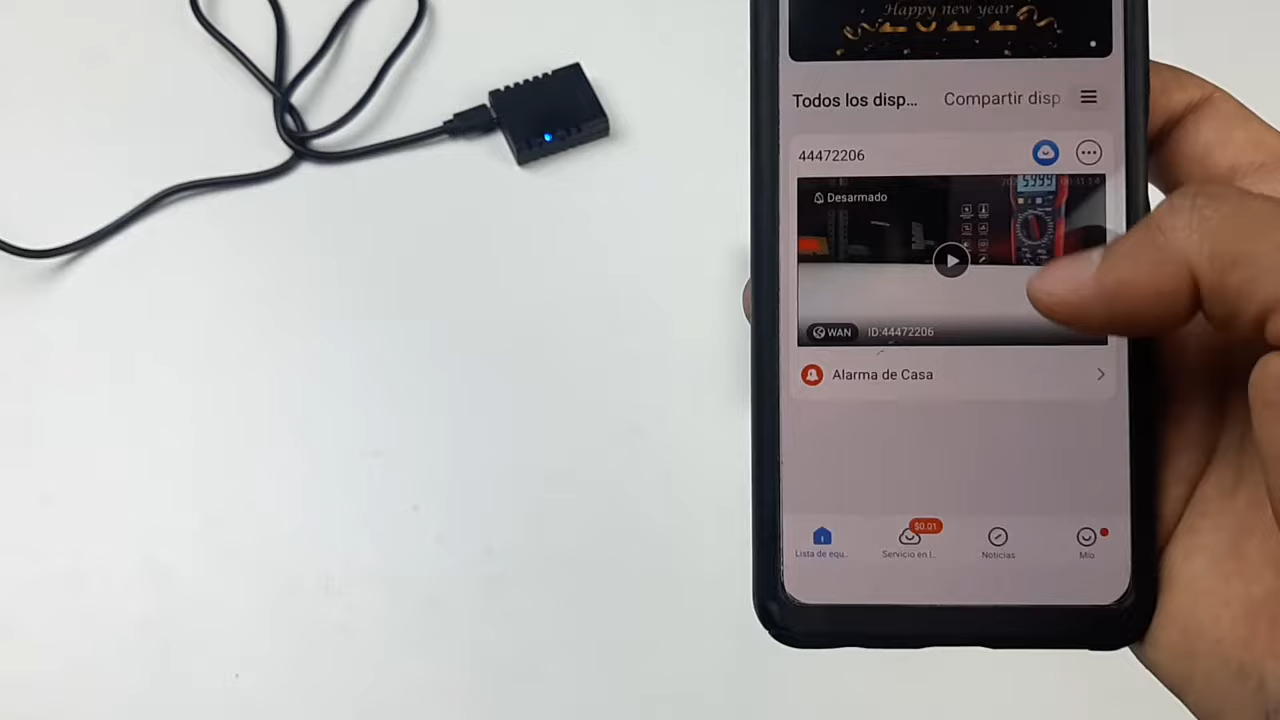 Happy new year
Todos los disp...
Compartir disp
44472206
Desarmado
5999
WAN
ID:44472206
Alarma de Casa
$0.01
Lista de equ..
Servicio en l..
Noticias
Mío